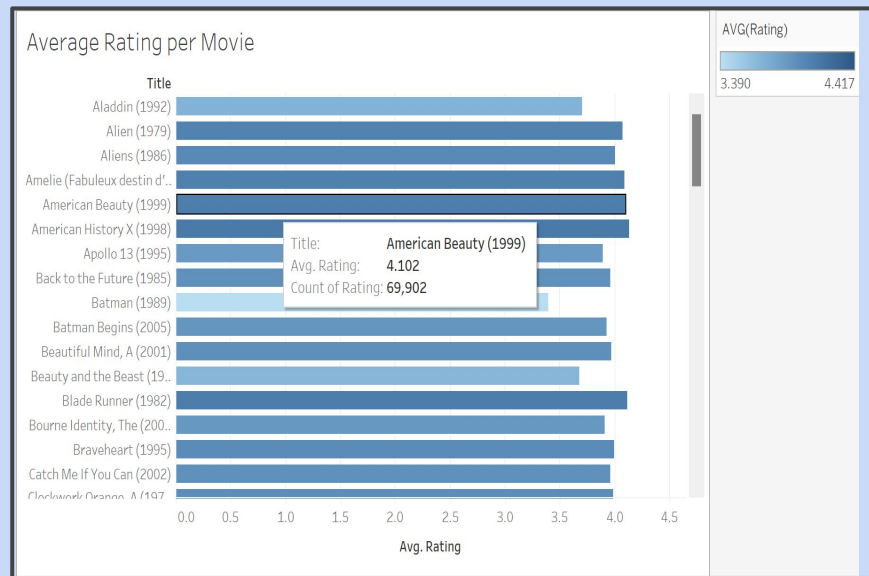 Average Rating per Movie
Title
Aladdin (1992)
Alien (1979)
Aliens (1986)
Amelie (Fabuleux destin d'..
American Beauty (1999)
American History X (1998)
Apollo 13 (1995)
Back to the Future (1985)
Batman (1989)
Batman Begins (2005)
Beautiful Mind, A (2001)
Beauty and the Beast (19..
Blade Runner (1982)
Bourne Identity, The (200..
Braveheart (1995)
Catch Me If You Can (2002)
Clockwork Orange, A (197..
Title: American Beauty (1999)
Avg. Rating: 4.102
Count of Rating: 69,902
0.0 0.5 1.0 1.5 2.0 2.5 3.0 3.5 4.0 4.5
Avg. Rating
AVG(Rating)
3.390 4.417